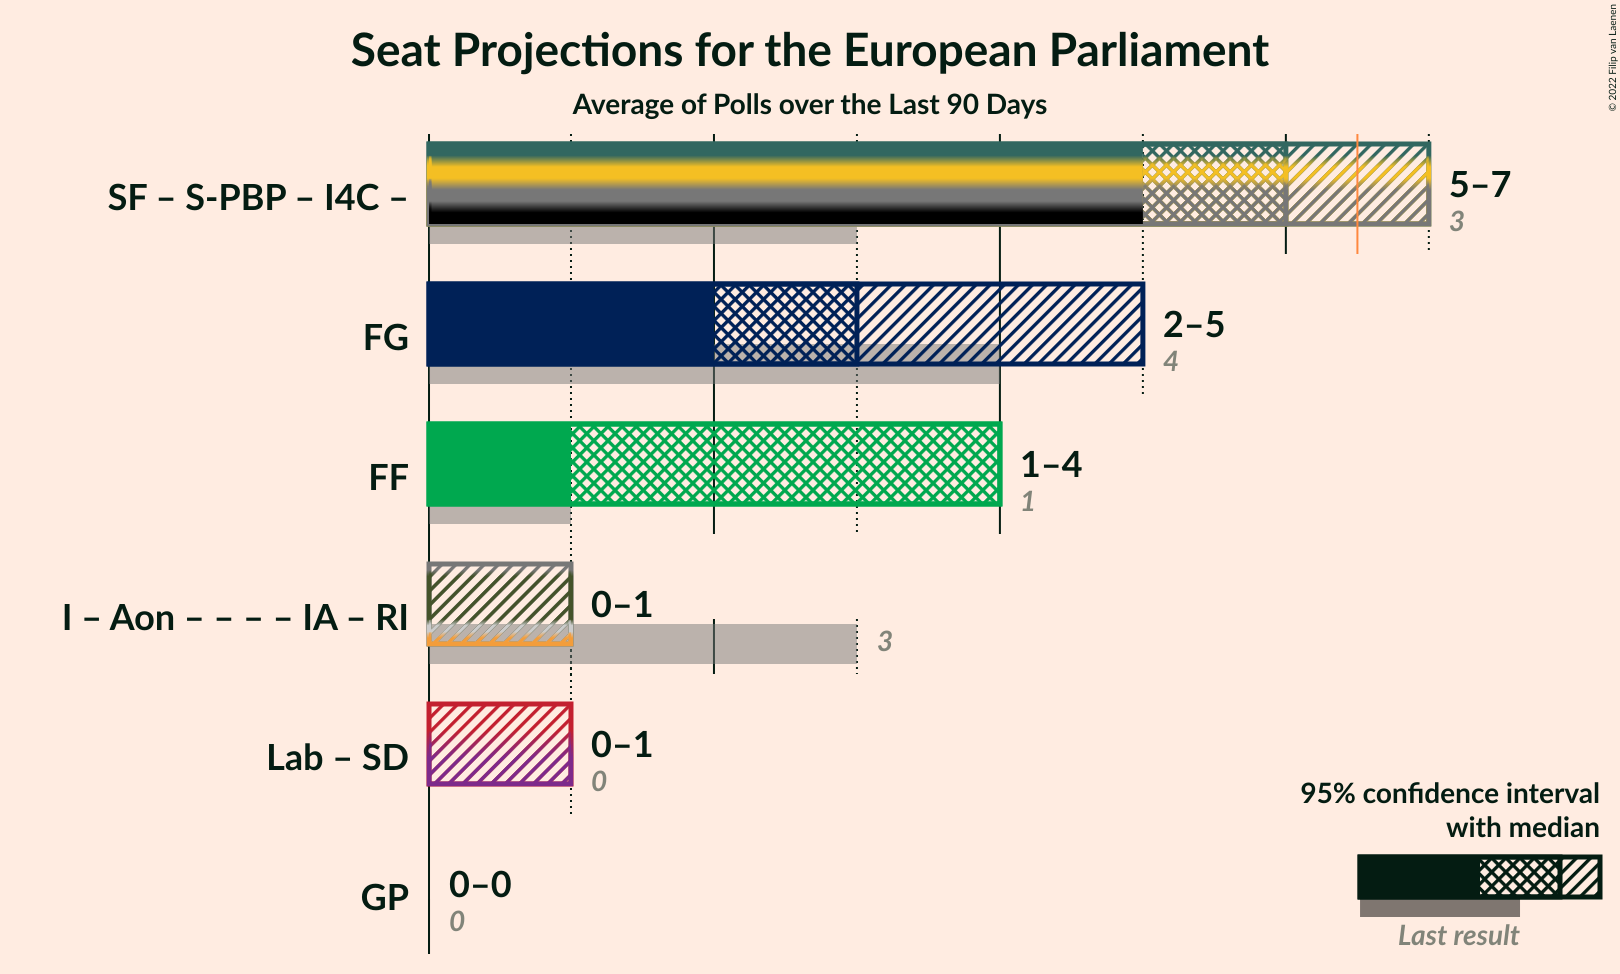 Seat Projections for the European Parliament
Average of Polls over the Last 90 Days
© 2022 Filip van Laenen
SF – S-PBP – I4C –
5–7
3
FG
2–5
4
FF
1–4
1
I – Aon – – – – IA – RI
0–1
3
Lab – SD
0–1
0
GP
0–0
0
95% confidence interval
with median
Last result